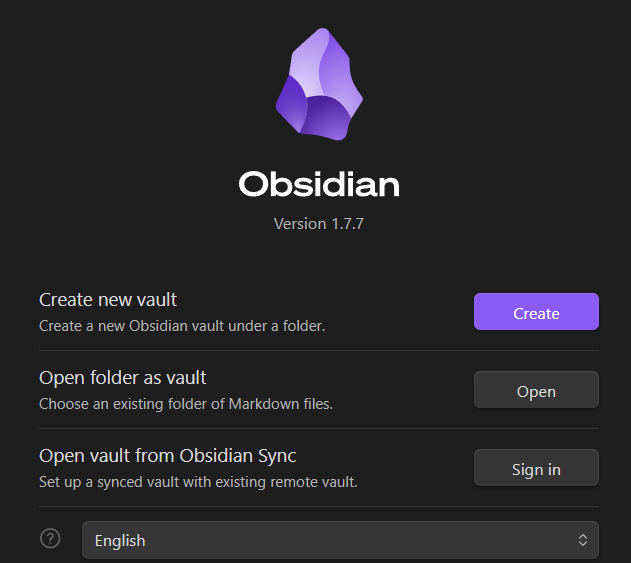 Obsidian
Version 1.7.7
Create new vault
Create a new Obsidian vault under a folder.
Create
Open folder as vault
Choose an existing folder of Markdown files.
Open
Open vault from Obsidian Sync
Set up a synced vault with existing remote vault.
Sign in
?
English